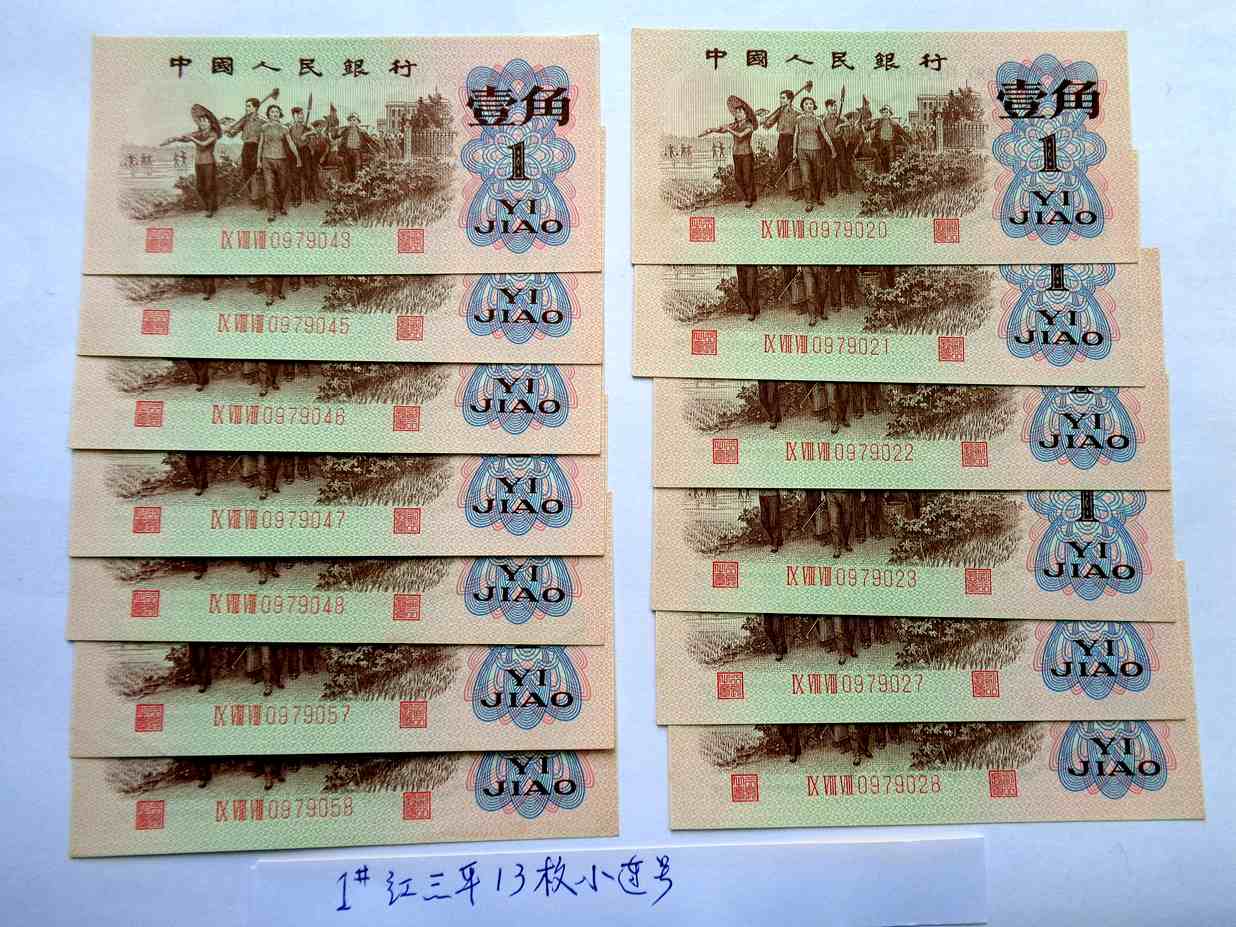 中國人民銀行
壹角
1
YI
JIAO
Ⅸ Ⅷ Ⅷ 0979043
YI
JIAO
Ⅸ Ⅷ Ⅷ 0979045
YI
JIAO
Ⅸ Ⅷ Ⅷ 0979046
YI
JIAO
Ⅸ Ⅷ Ⅷ 0979047
YI
JIAO
Ⅸ Ⅷ Ⅷ 0979048
YI
JIAO
Ⅸ Ⅷ Ⅷ 0979057
YI
JIAO
Ⅸ Ⅷ Ⅷ 0979058
中國人民銀行
壹角
1
YI
JIAO
Ⅸ Ⅷ Ⅷ 0979020
1
YI
JIAO
Ⅸ Ⅷ Ⅷ 0979021
YI
JIAO
Ⅸ Ⅷ Ⅷ 0979022
1
YI
JIAO
Ⅸ Ⅷ Ⅷ 0979023
YI
JIAO
Ⅸ Ⅷ Ⅷ 0979027
YI
JIAO
Ⅸ Ⅷ Ⅷ 0979028
1# 红三平13枚小连号